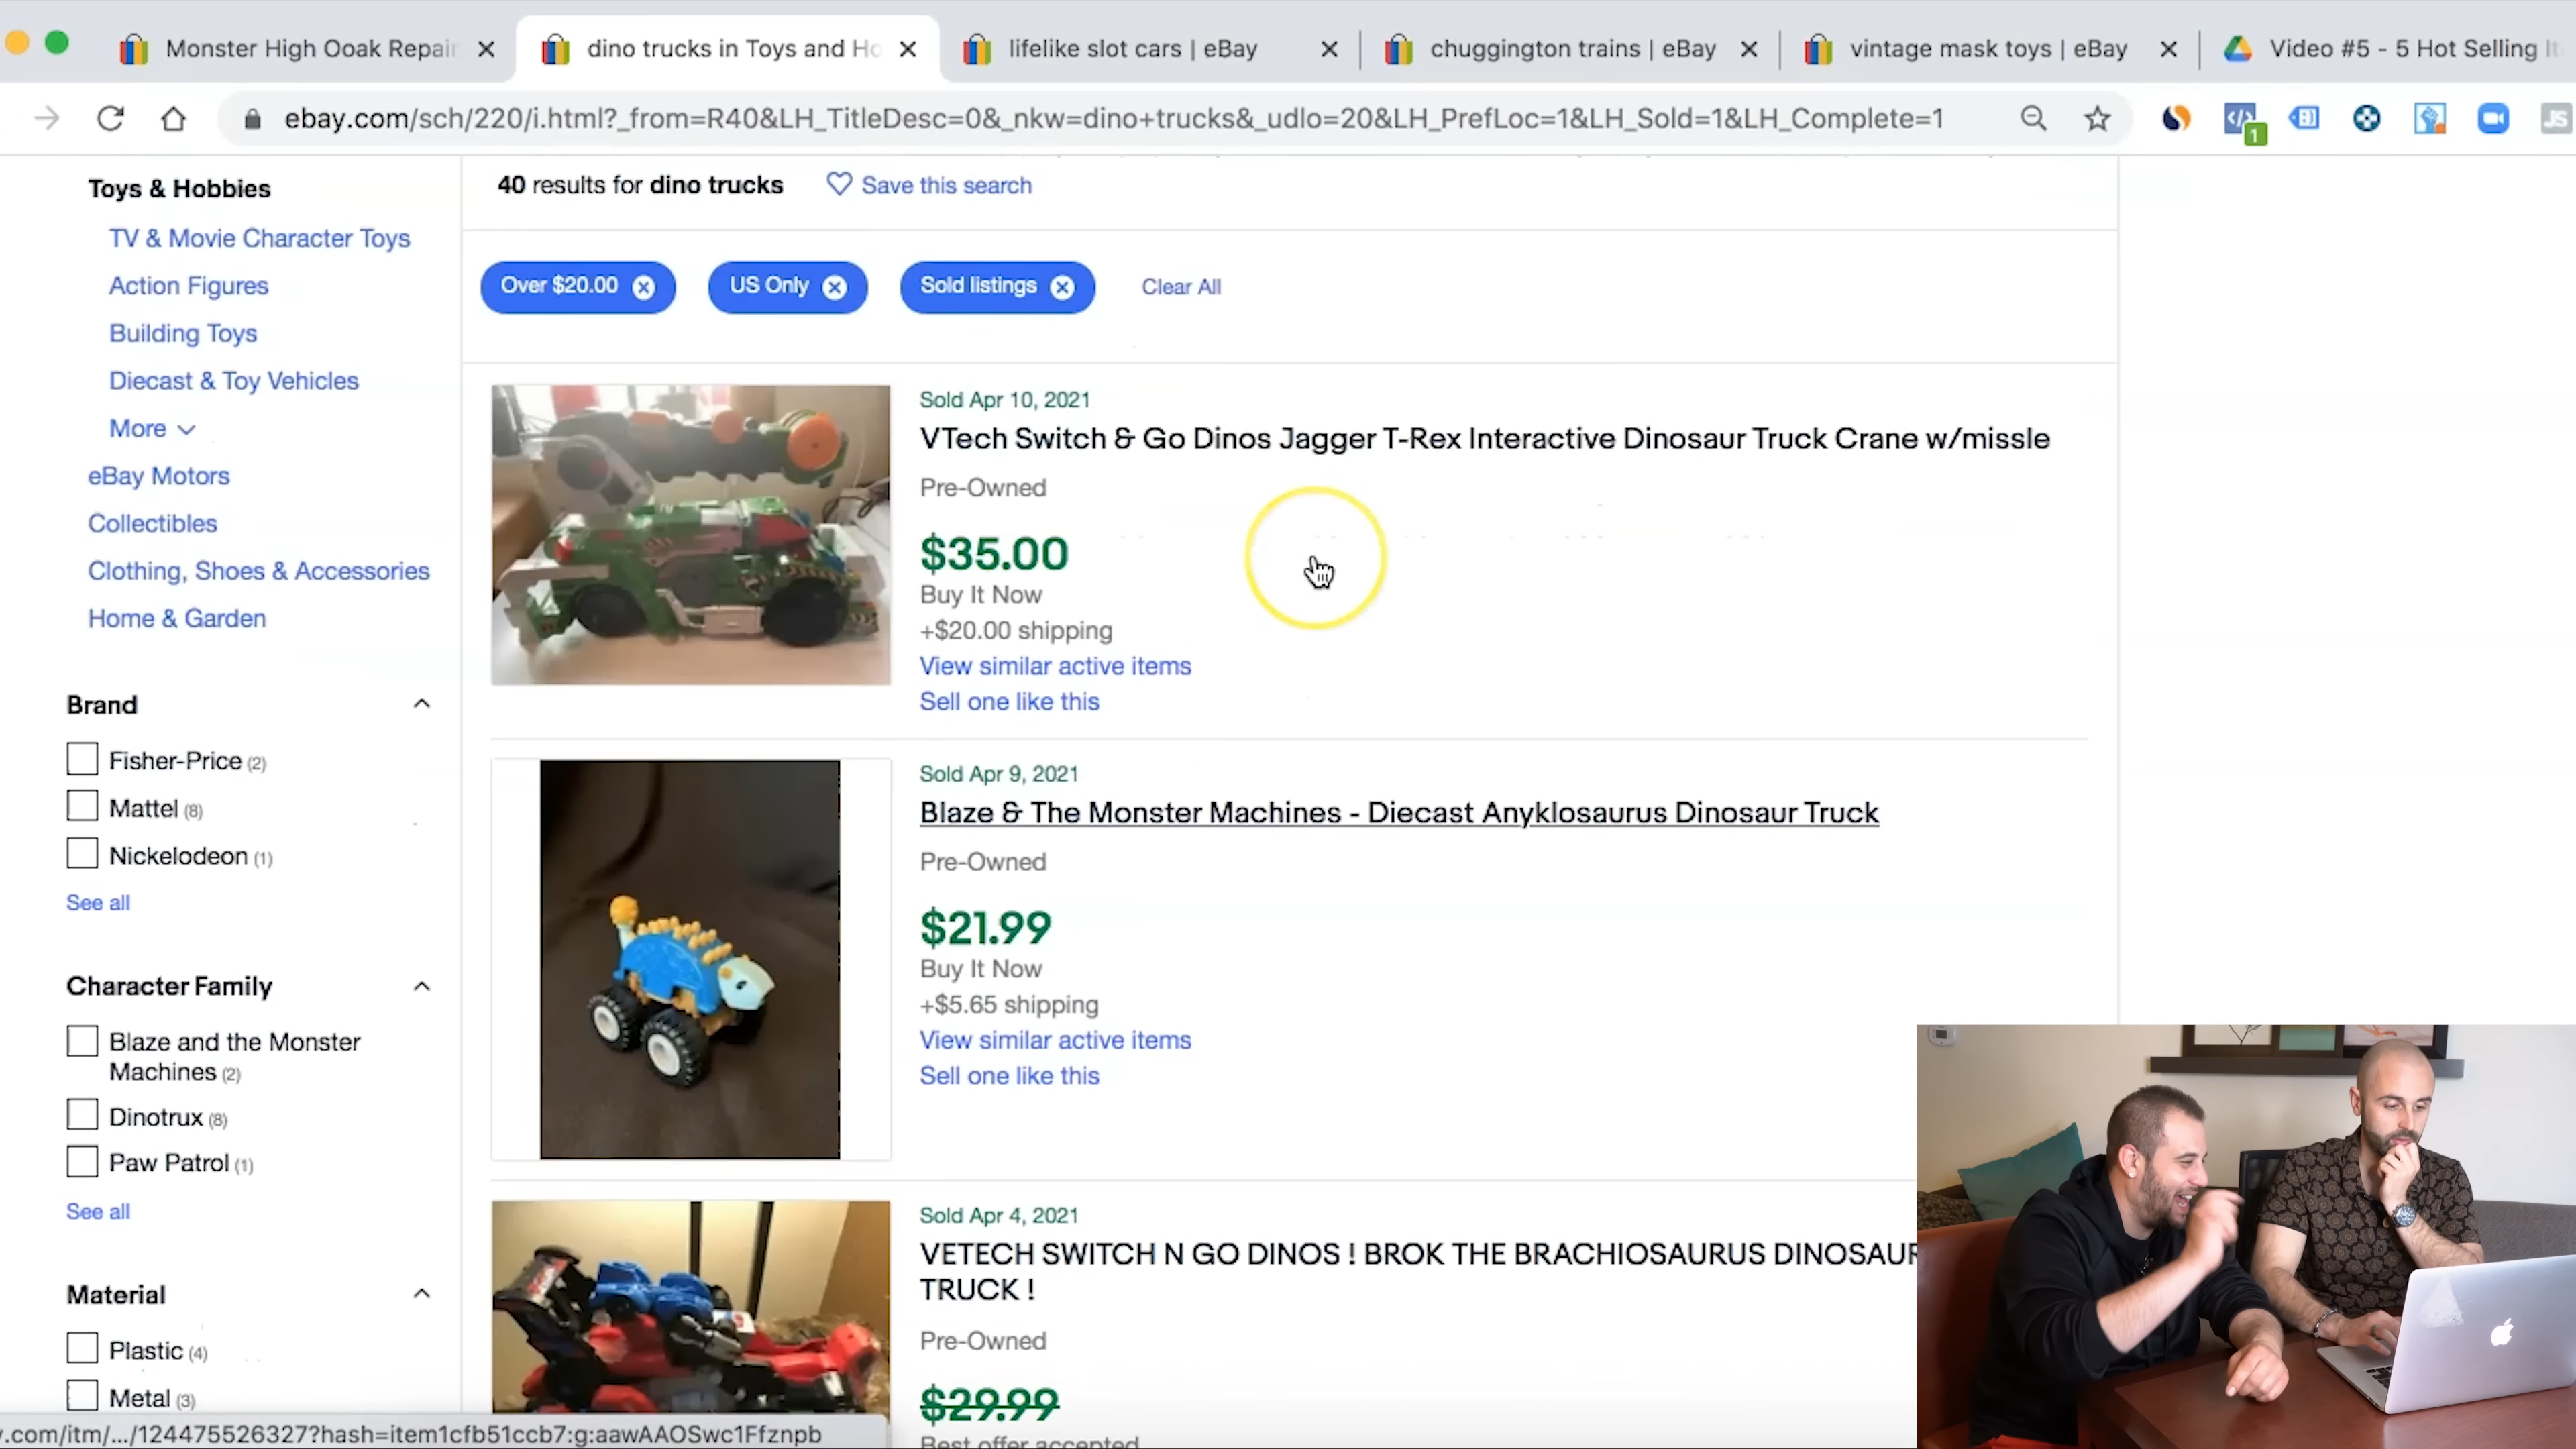 Monster High Ooak Repair
dino trucks in Toys and Ho
lifelike slot cars | eBay
chuggington trains | eBay
vintage mask toys | eBay
Video #5 - 5 Hot Selling It
ebay.com/sch/220/i.html?_from=R40&LH_TitleDesc=0&_nkw=dino+trucks&_udlo=20&LH_PrefLoc=1&LH_Sold=1&LH_Complete=1
1
JS
Toys & Hobbies
TV & Movie Character Toys
Action Figures
Building Toys
Diecast & Toy Vehicles
More
eBay Motors
Collectibles
Clothing, Shoes & Accessories
Home & Garden
Brand
Fisher-Price (2)
Mattel (8)
Nickelodeon (1)
See all
Character Family
Blaze and the Monster
Machines (2)
Dinotrux (8)
Paw Patrol (1)
See all
Material
Plastic (4)
Metal (3)
40 results for dino trucks
Save this search
Over $20.00
US Only
Sold listings
Clear All
Sold Apr 10, 2021
VTech Switch & Go Dinos Jagger T-Rex Interactive Dinosaur Truck Crane w/missle
Pre-Owned
$35.00
Buy It Now
+$20.00 shipping
View similar active items
Sell one like this
Sold Apr 9, 2021
Blaze & The Monster Machines - Diecast Anyklosaurus Dinosaur Truck
Pre-Owned
$21.99
Buy It Now
+$5.65 shipping
View similar active items
Sell one like this
Sold Apr 4, 2021
VETECH SWITCH N GO DINOS ! BROK THE BRACHIOSAURUS DINOSAUR
TRUCK !
Pre-Owned
$29.99
Best offer accepted
y.com/itm/.../124475526327?hash=item1cfb51ccb7:g:aawAAOSwc1Ffznpb